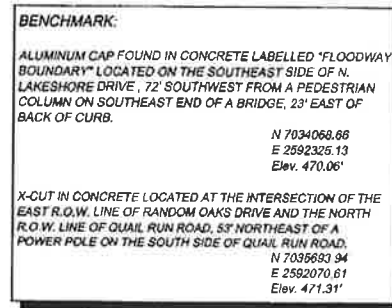 BENCHMARK:
ALUMINUM CAP FOUND IN CONCRETE LABELLED "FLOODWAY
BOUNDARY" LOCATED ON THE SOUTHEAST SIDE OF N.
LAKESHORE DRIVE , 72' SOUTHWEST FROM A PEDESTRIAN
COLUMN ON SOUTHEAST END OF A BRIDGE, 23' EAST OF
BACK OF CURB.
N 7034068.66
E 2592325.13
Elev. 470.06'
X-CUT IN CONCRETE LOCATED AT THE INTERSECTION OF THE
EAST R.O.W. LINE OF RANDOM OAKS DRIVE AND THE NORTH
R.O.W. LINE OF QUAIL RUN ROAD, 53' NORTHEAST OF A
POWER POLE ON THE SOUTH SIDE OF QUAIL RUN ROAD.
N 7035693.94
E 2592070.61
Elev. 471.31'